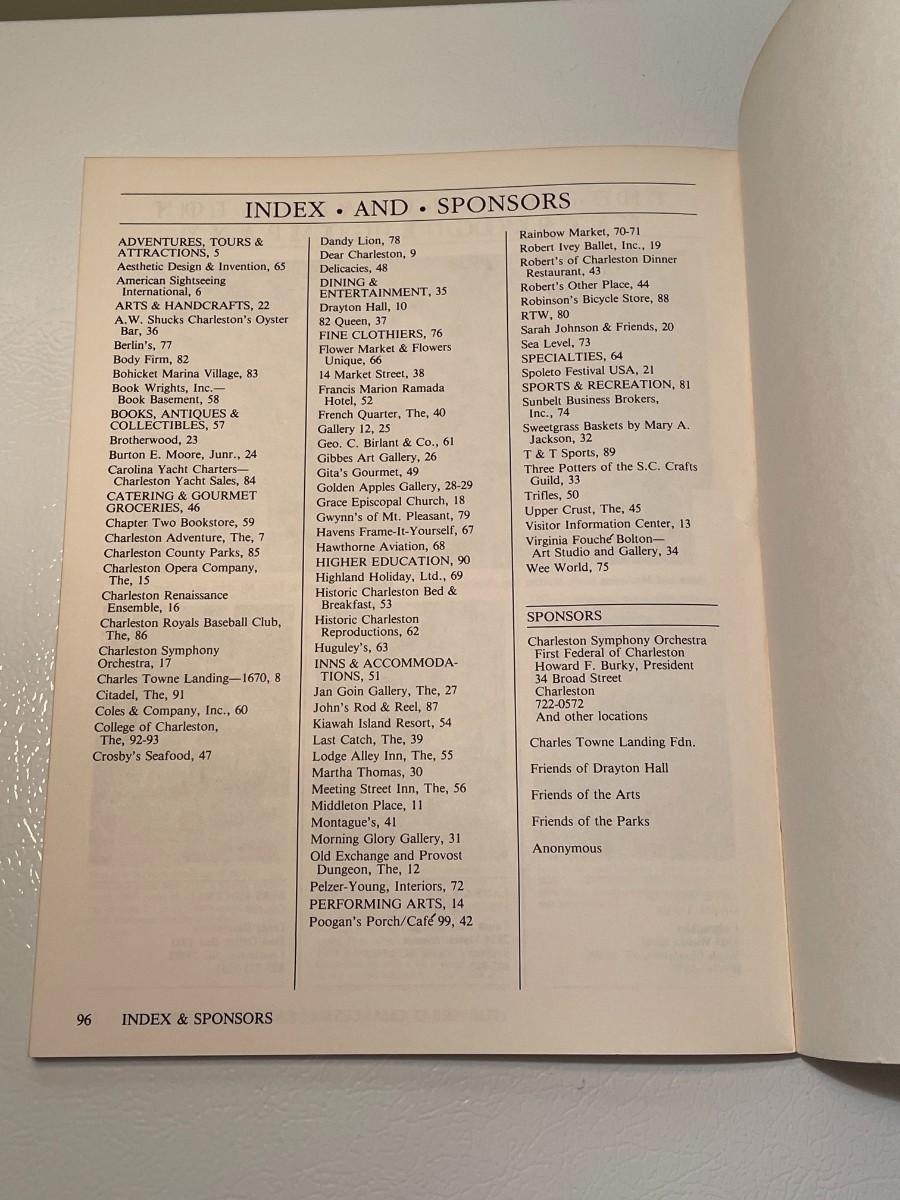 INDEX • AND • SPONSORS
ADVENTURES, TOURS &
ATTRACTIONS, 5
Aesthetic Design & Invention, 65
American Sightseeing
International, 6
ARTS & HANDCRAFTS, 22
A.W. Shucks Charleston's Oyster
Bar, 36
Berlin's, 77
Body Firm, 82
Bohicket Marina Village, 83
Book Wrights, Inc.—
Book Basement, 58
BOOKS, ANTIQUES &
COLLECTIBLES, 57
Brotherwood, 23
Burton E. Moore, Junr., 24
Carolina Yacht Charters—
Charleston Yacht Sales, 84
CATERING & GOURMET
GROCERIES, 46
Chapter Two Bookstore, 59
Charleston Adventure, The, 7
Charleston County Parks, 85
Charleston Opera Company,
The, 15
Charleston Renaissance
Ensemble, 16
Charleston Royals Baseball Club,
The, 86
Charleston Symphony
Orchestra, 17
Charles Towne Landing—1670, 8
Citadel, The, 91
Coles & Company, Inc., 60
College of Charleston,
The, 92-93
Crosby's Seafood, 47
Dandy Lion, 78
Dear Charleston, 9
Delicacies, 48
DINING &
ENTERTAINMENT, 35
Drayton Hall, 10
82 Queen, 37
FINE CLOTHIERS, 76
Flower Market & Flowers
Unique, 66
14 Market Street, 38
Francis Marion Ramada
Hotel, 52
French Quarter, The, 40
Gallery 12, 25
Geo. C. Birlant & Co., 61
Gibbes Art Gallery, 26
Gita's Gourmet, 49
Golden Apples Gallery, 28-29
Grace Episcopal Church, 18
Gwynn's of Mt. Pleasant, 79
Havens Frame-It-Yourself, 67
Hawthorne Aviation, 68
HIGHER EDUCATION, 90
Highland Holiday, Ltd., 69
Historic Charleston Bed &
Breakfast, 53
Historic Charleston
Reproductions, 62
Huguley's, 63
INNS & ACCOMMODA-
TIONS, 51
Jan Goin Gallery, The, 27
John's Rod & Reel, 87
Kiawah Island Resort, 54
Last Catch, The, 39
Lodge Alley Inn, The, 55
Martha Thomas, 30
Meeting Street Inn, The, 56
Middleton Place, 11
Montague's, 41
Morning Glory Gallery, 31
Old Exchange and Provost
Dungeon, The, 12
Pelzer-Young, Interiors, 72
PERFORMING ARTS, 14
Poogan's Porch/Café 99, 42
Rainbow Market, 70-71
Robert Ivey Ballet, Inc., 19
Robert's of Charleston Dinner
Restaurant, 43
Robert's Other Place, 44
Robinson's Bicycle Store, 88
RTW, 80
Sarah Johnson & Friends, 20
Sea Level, 73
SPECIALTIES, 64
Spoleto Festival USA, 21
SPORTS & RECREATION, 81
Sunbelt Business Brokers,
Inc., 74
Sweetgrass Baskets by Mary A.
Jackson, 32
T & T Sports, 89
Three Potters of the S.C. Crafts
Guild, 33
Trifles, 50
Upper Crust, The, 45
Visitor Information Center, 13
Virginia Fouché Bolton—
Art Studio and Gallery, 34
Wee World, 75
SPONSORS
Charleston Symphony Orchestra
First Federal of Charleston
Howard F. Burky, President
34 Broad Street
Charleston
722-0572
And other locations
Charles Towne Landing Fdn.
Friends of Drayton Hall
Friends of the Arts
Friends of the Parks
Anonymous
96 INDEX & SPONSORS